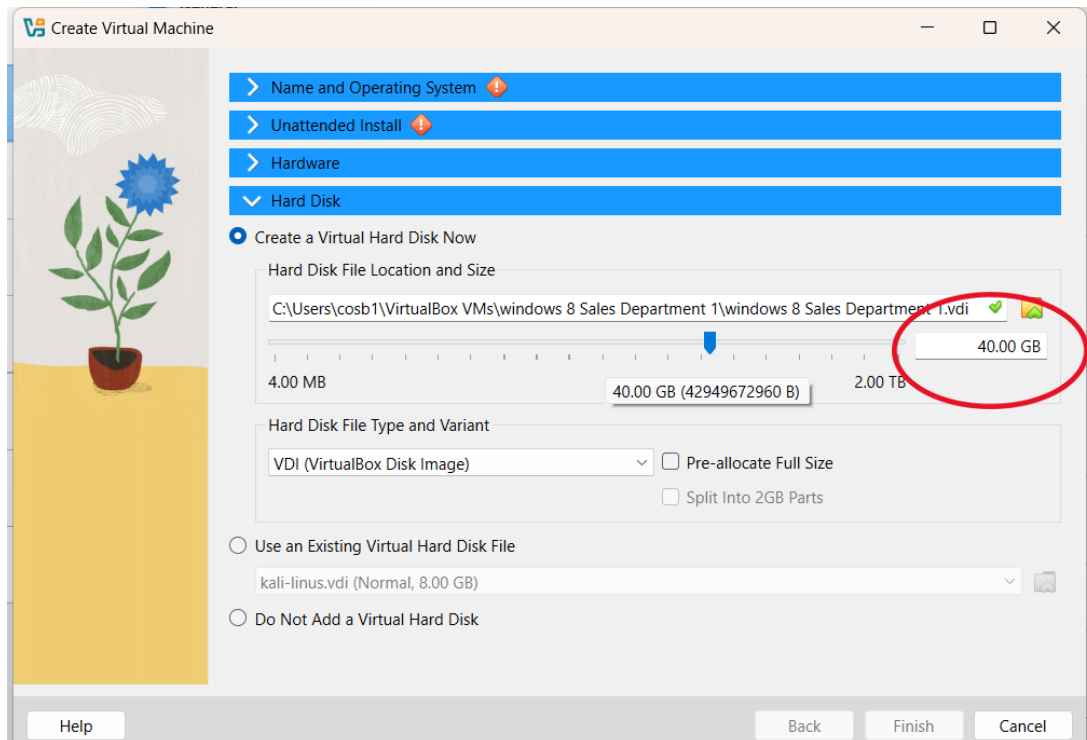 Create Virtual Machine
Name and Operating System
Unattended Install
Hardware
Hard Disk
Create a Virtual Hard Disk Now
Hard Disk File Location and Size
C:\Users\cosb1\VirtualBox VMs\windows 8 Sales Department 1\windows 8 Sales Department 1.vdi
40.00 GB
4.00 MB
40.00 GB (42949672960 B)
2.00 TB
Hard Disk File Type and Variant
VDI (VirtualBox Disk Image)
Pre-allocate Full Size
Split Into 2GB Parts
Use an Existing Virtual Hard Disk File
kali-linus.vdi (Normal, 8.00 GB)
Do Not Add a Virtual Hard Disk
Help
Back
Finish
Cancel